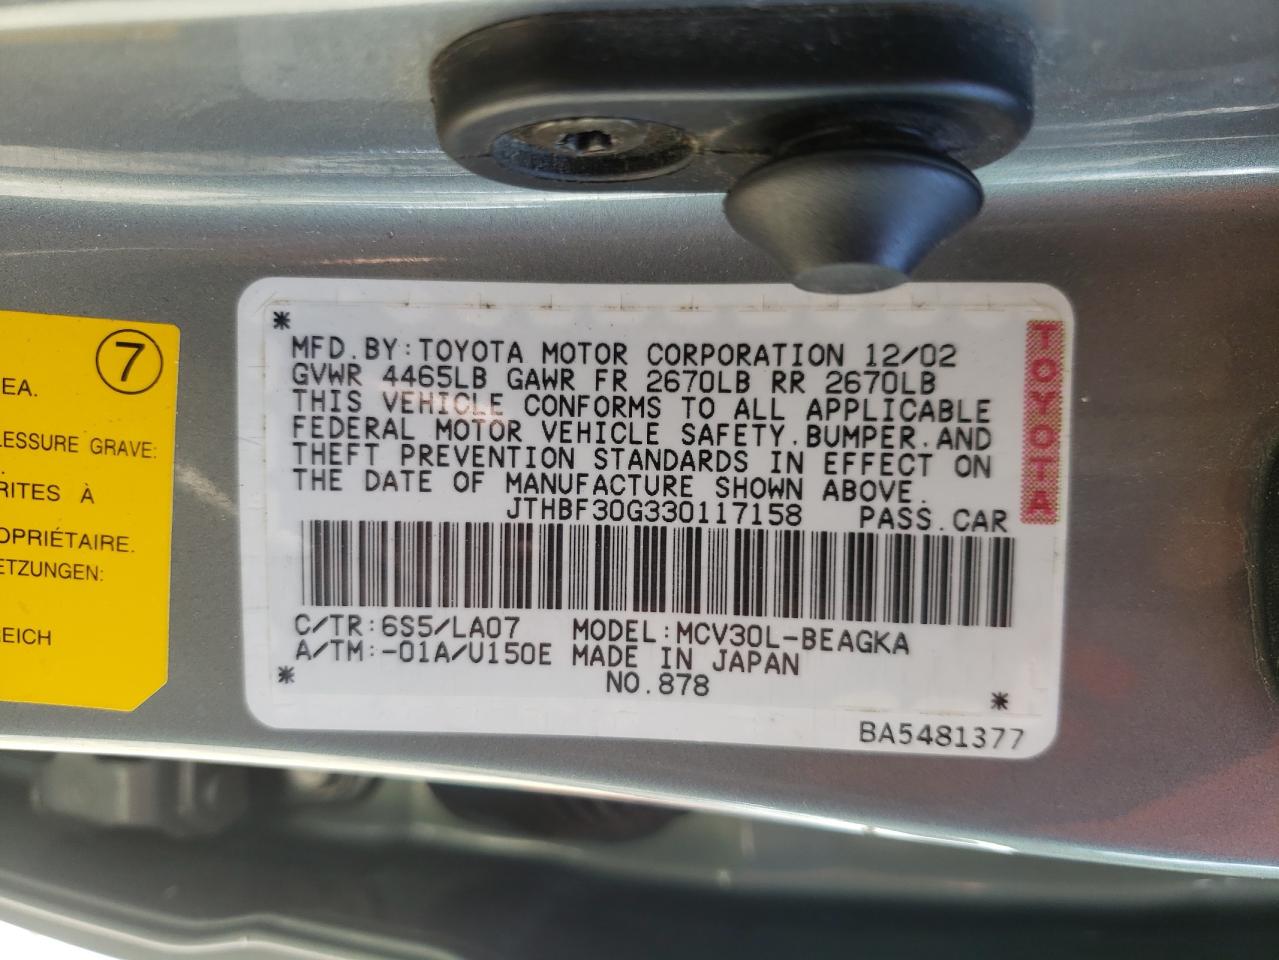 7
EA.
LESSURE GRAVE:
RITES À
OPRIÉTAIRE.
ETZUNGEN:
REICH
*
MFD.BY:TOYOTA MOTOR CORPORATION 12/02
GVWR 4465LB GAWR FR 2670LB RR 2670LB
THIS VEHICLE CONFORMS TO ALL APPLICABLE
FEDERAL MOTOR VEHICLE SAFETY.BUMPER.AND
THEFT PREVENTION STANDARDS IN EFFECT ON
THE DATE OF MANUFACTURE SHOWN ABOVE.
JTHBF30G330117158 PASS.CAR
C/TR:6S5/LA07 MODEL:MCV30L-BEAGKA
A/TM:-01A/U150E MADE IN JAPAN
* NO.878 *
BA5481377
TOYOTA